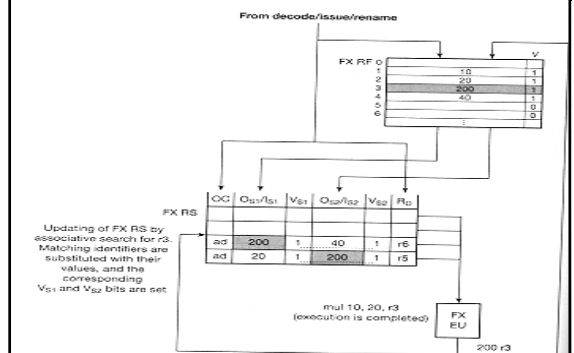 From decode/issue/rename
V
FX RF 0
1 10 1
2 20 1
3 200 1
4 40 1
5 0
6 0
OC OS1/IS1 VS1 OS2/IS2 VS2 RD
FX RS
ad 200 1 40 1 r6
ad 20 1 200 1 r5
Updating of FX RS by
associative search for r3.
Matching identifiers are
substituted with their
values, and the
corresponding
VS1 and VS2 bits are set
mul 10, 20, r3
(execution is completed)
FX
EU
200 r3